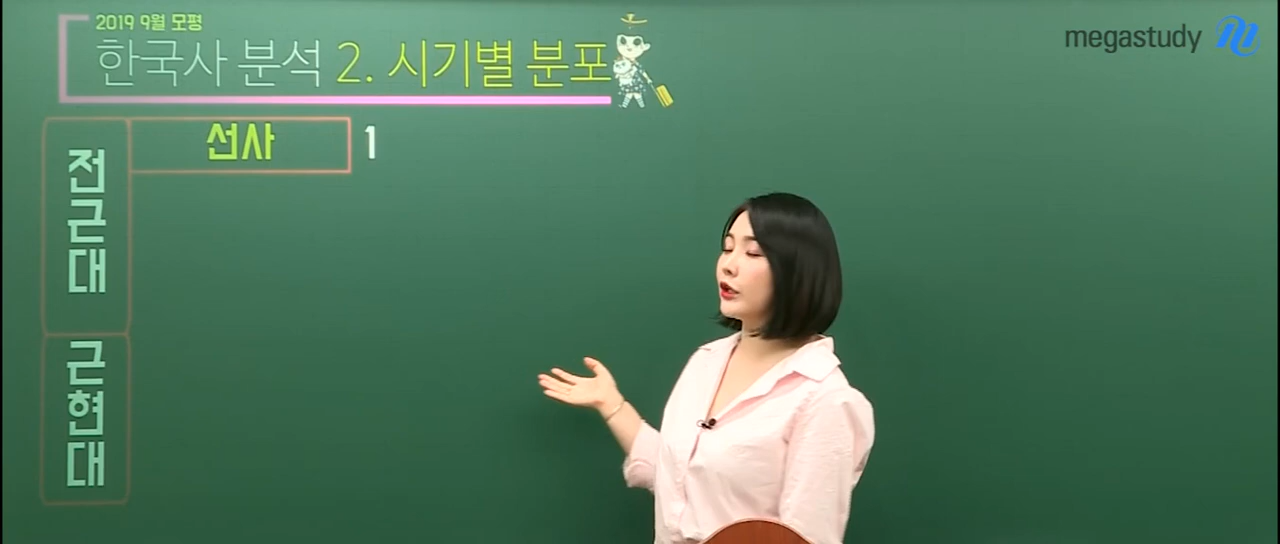 2019 9월 모평
한국사 분석 2. 시기별 분포
megastudy
전근대
선사 1
근현대